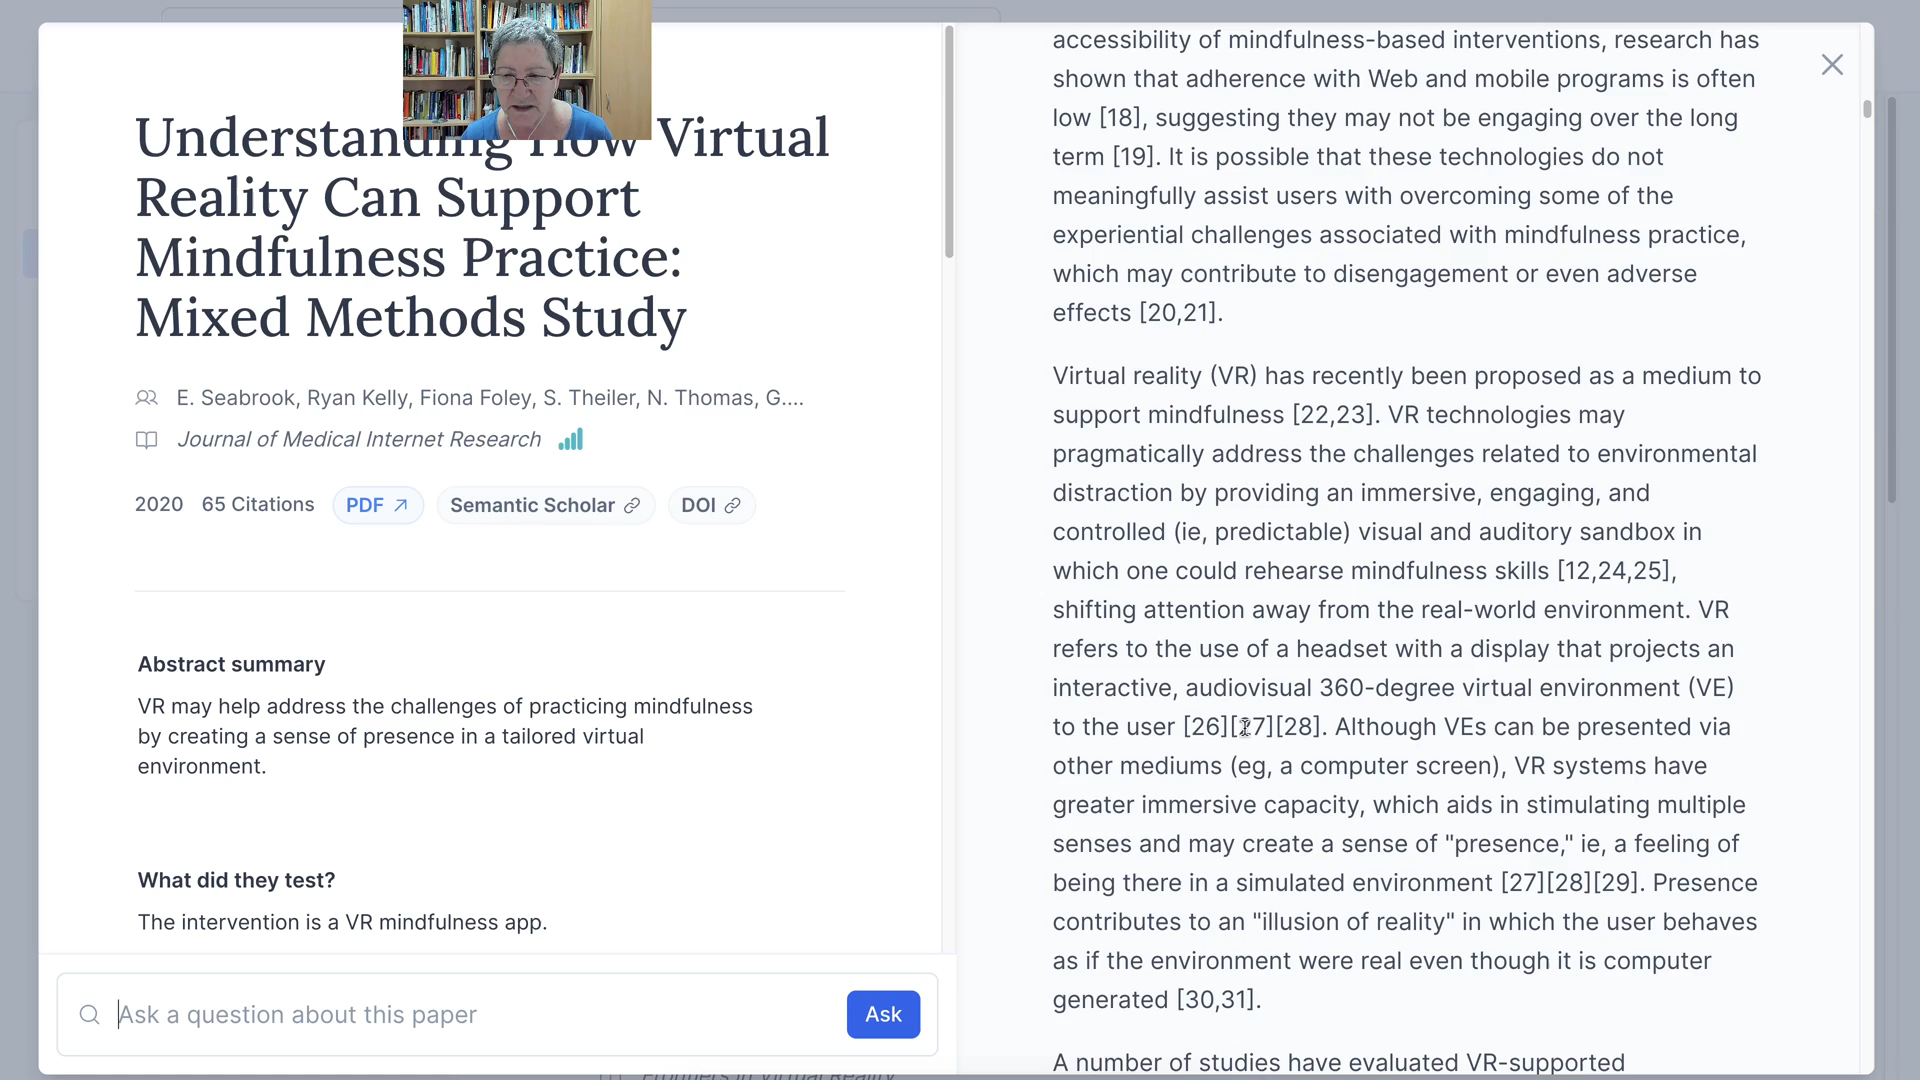 Understanding How Virtual
Reality Can Support
Mindfulness Practice:
Mixed Methods Study
E. Seabrook, Ryan Kelly, Fiona Foley, S. Theiler, N. Thomas, G....
Journal of Medical Internet Research
2020 65 Citations PDF Semantic Scholar DOI
Abstract summary
VR may help address the challenges of practicing mindfulness
by creating a sense of presence in a tailored virtual
environment.
What did they test?
The intervention is a VR mindfulness app.
Ask a question about this paper
Ask
accessibility of mindfulness-based interventions, research has
shown that adherence with Web and mobile programs is often
low [18], suggesting they may not be engaging over the long
term [19]. It is possible that these technologies do not
meaningfully assist users with overcoming some of the
experiential challenges associated with mindfulness practice,
which may contribute to disengagement or even adverse
effects [20,21].
Virtual reality (VR) has recently been proposed as a medium to
support mindfulness [22,23]. VR technologies may
pragmatically address the challenges related to environmental
distraction by providing an immersive, engaging, and
controlled (ie, predictable) visual and auditory sandbox in
which one could rehearse mindfulness skills [12,24,25],
shifting attention away from the real-world environment. VR
refers to the use of a headset with a display that projects an
interactive, audiovisual 360-degree virtual environment (VE)
to the user [26][27][28]. Although VEs can be presented via
other mediums (eg, a computer screen), VR systems have
greater immersive capacity, which aids in stimulating multiple
senses and may create a sense of "presence," ie, a feeling of
being there in a simulated environment [27][28][29]. Presence
contributes to an "illusion of reality" in which the user behaves
as if the environment were real even though it is computer
generated [30,31].
A number of studies have evaluated VR-supported
Frontiers in Virtual Reality